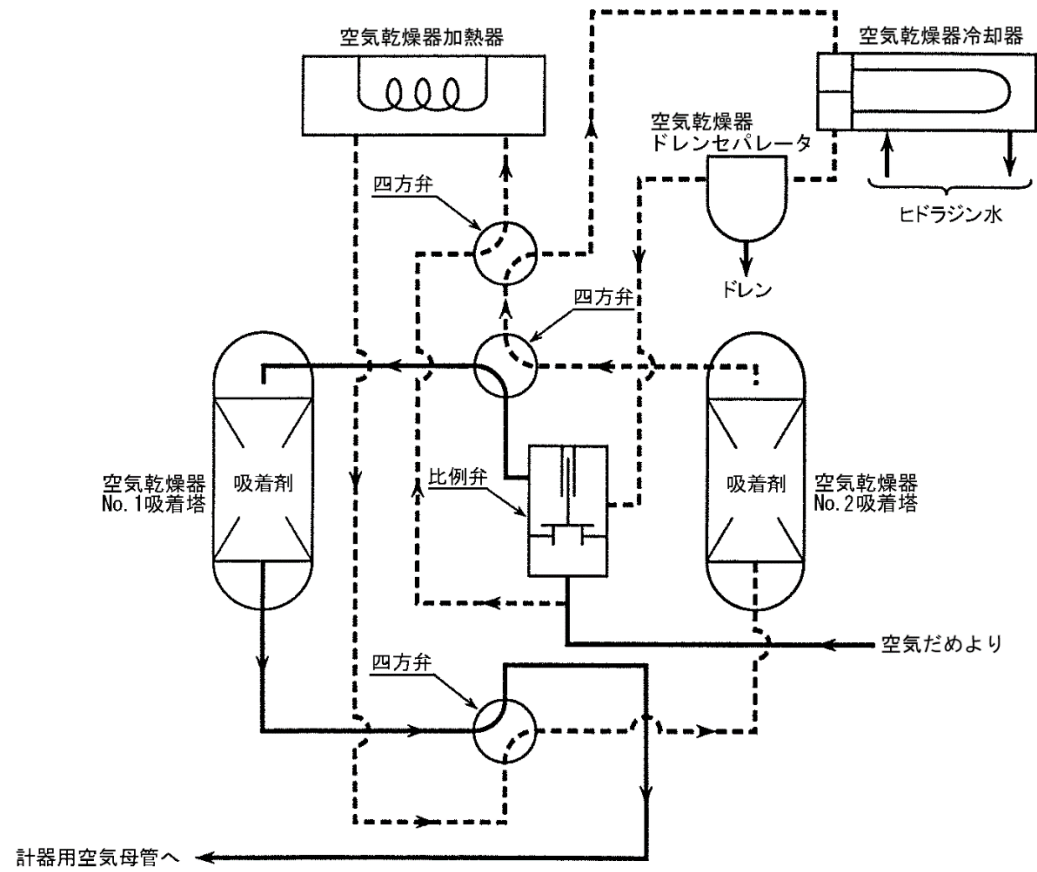 空気乾燥器加熱器
空気乾燥器冷却器
空気乾燥器
ドレンセパレータ
四方弁
ヒドラジン水
ドレン
四方弁
空気乾燥器
No.1吸着塔
吸着剤
比例弁
吸着剤
空気乾燥器
No.2吸着塔
空気だめより
四方弁
計器用空気母管へ